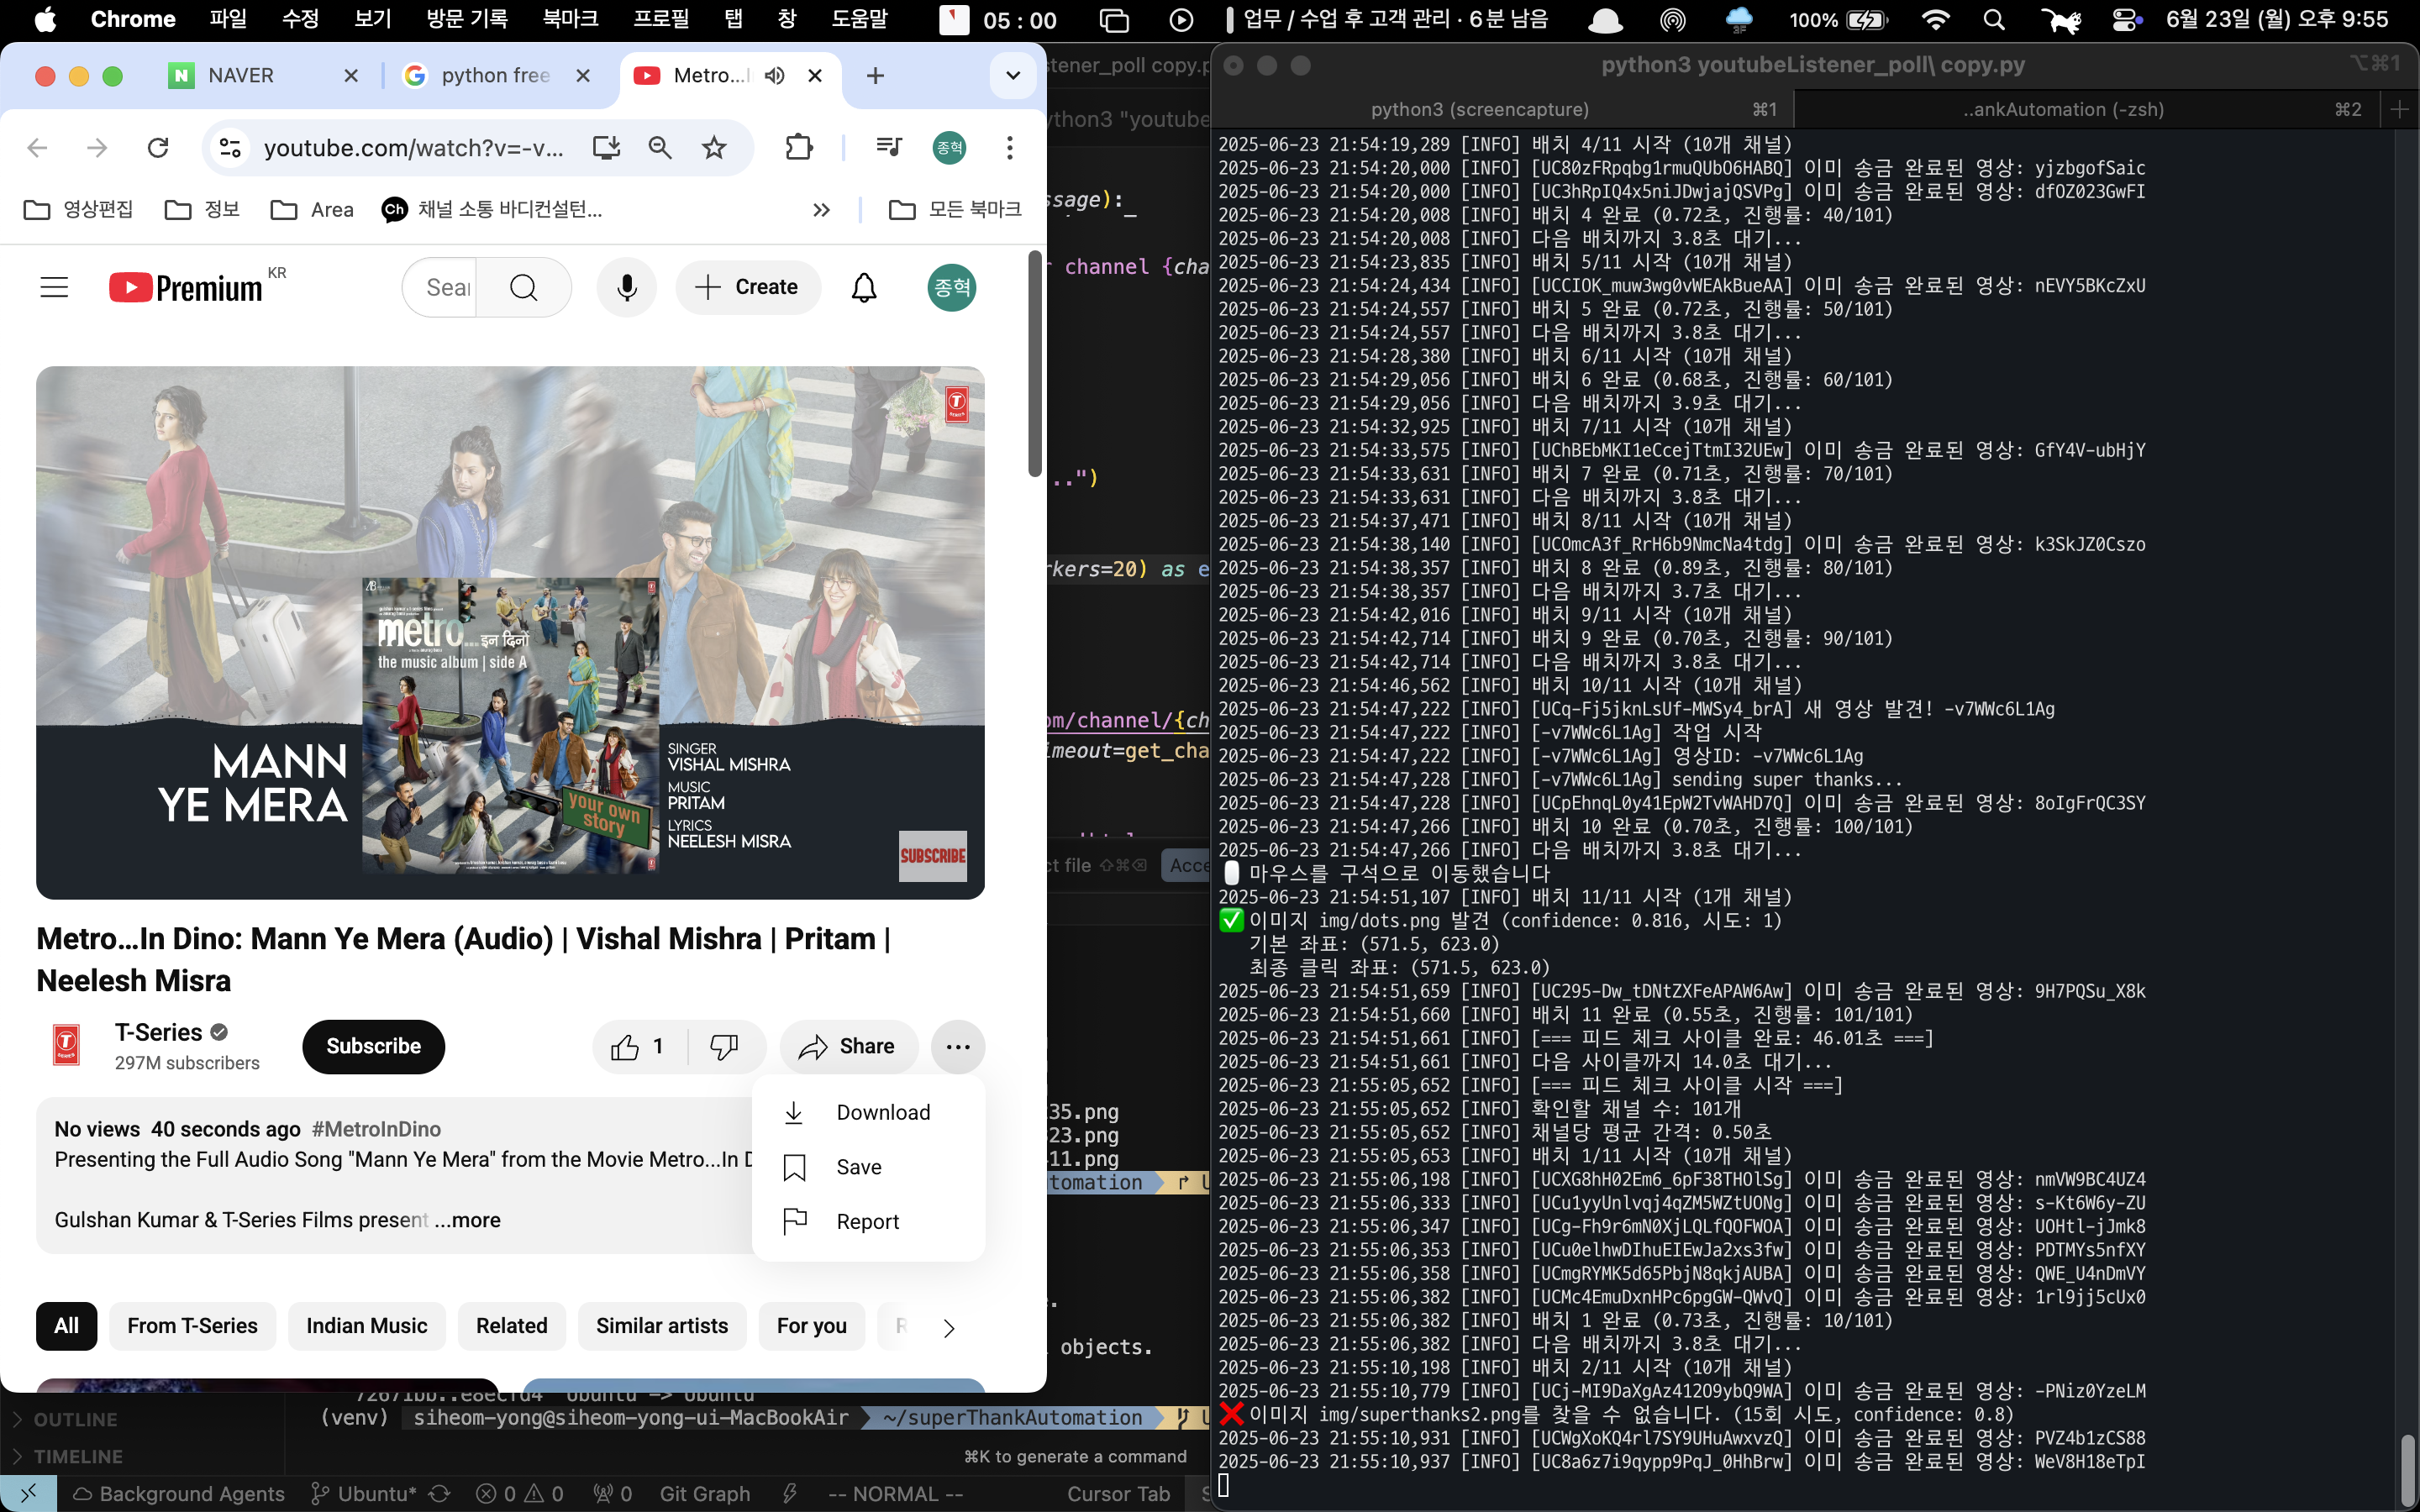 Chrome 파일 수정 보기 방문 기록 북마크 프로필 탭 창 도움말 05 : 00 업무 / 수업 후 고객 관리 · 6분 남음 100% 6월 23일 (월) 오후 9:55
NAVER
python free
Metro…I
youtube.com/watch?v=-v...
종혁
영상편집 정보 Area Ch 채널 소통 바디컨설턴... 모든 북마크
Premium KR
Sear
Create
종혁
metro... इन दिनों
the music album | side A
your own story
MANN
YE MERA
SINGER
VISHAL MISHRA
MUSIC
PRITAM
LYRICS
NEELESH MISRA
SUBSCRIBE
Metro…In Dino: Mann Ye Mera (Audio) | Vishal Mishra | Pritam |
Neelesh Misra
T-Series
297M subscribers
Subscribe
1
Share
Download
Save
Report
No views 40 seconds ago #MetroInDino
Presenting the Full Audio Song "Mann Ye Mera" from the Movie Metro...In D
Gulshan Kumar & T-Series Films present ...more
All From T-Series Indian Music Related Similar artists For you
stener_poll copy.p
ython3 "youtube
ssage):
r channel {cha
..")
rkers=20) as e
om/channel/{ch
imeout=get_cha
ct file Acce
35.png
23.png
11.png
tomation
objects.
OUTLINE
TIMELINE
(venv) siheom-yong@siheom-yong-ui-MacBookAir ~/superThankAutomation
⌘K to generate a command
Background Agents Ubuntu* 0 0 0 Git Graph -- NORMAL -- Cursor Tab
python3 youtubeListener_poll\ copy.py ⌥⌘1
python3 (screencapture) ⌘1 ..ankAutomation (-zsh) ⌘2
2025-06-23 21:54:19,289 [INFO] 배치 4/11 시작 (10개 채널)
2025-06-23 21:54:20,000 [INFO] [UC80zFRpqbg1rmuQUbO6HABQ] 이미 송금 완료된 영상: yjzbgofSaic
2025-06-23 21:54:20,000 [INFO] [UC3hRpIQ4x5niJDwjajQSVPg] 이미 송금 완료된 영상: dfOZ023GwFI
2025-06-23 21:54:20,008 [INFO] 배치 4 완료 (0.72초, 진행률: 40/101)
2025-06-23 21:54:20,008 [INFO] 다음 배치까지 3.8초 대기...
2025-06-23 21:54:23,835 [INFO] 배치 5/11 시작 (10개 채널)
2025-06-23 21:54:24,434 [INFO] [UCCIOK_muw3wg0vWEAkBueAA] 이미 송금 완료된 영상: nEVY5BKcZxU
2025-06-23 21:54:24,557 [INFO] 배치 5 완료 (0.72초, 진행률: 50/101)
2025-06-23 21:54:24,557 [INFO] 다음 배치까지 3.8초 대기...
2025-06-23 21:54:28,380 [INFO] 배치 6/11 시작 (10개 채널)
2025-06-23 21:54:29,056 [INFO] 배치 6 완료 (0.68초, 진행률: 60/101)
2025-06-23 21:54:29,056 [INFO] 다음 배치까지 3.9초 대기...
2025-06-23 21:54:32,925 [INFO] 배치 7/11 시작 (10개 채널)
2025-06-23 21:54:33,575 [INFO] [UChBEbMKI1eCcejTtmI32UEw] 이미 송금 완료된 영상: GfY4V-ubHjY
2025-06-23 21:54:33,631 [INFO] 배치 7 완료 (0.71초, 진행률: 70/101)
2025-06-23 21:54:33,631 [INFO] 다음 배치까지 3.8초 대기...
2025-06-23 21:54:37,471 [INFO] 배치 8/11 시작 (10개 채널)
2025-06-23 21:54:38,140 [INFO] [UCOmcA3f_RrH6b9NmcNa4tdg] 이미 송금 완료된 영상: k3SkJZ0Cszo
2025-06-23 21:54:38,357 [INFO] 배치 8 완료 (0.89초, 진행률: 80/101)
2025-06-23 21:54:38,357 [INFO] 다음 배치까지 3.7초 대기...
2025-06-23 21:54:42,016 [INFO] 배치 9/11 시작 (10개 채널)
2025-06-23 21:54:42,714 [INFO] 배치 9 완료 (0.70초, 진행률: 90/101)
2025-06-23 21:54:42,714 [INFO] 다음 배치까지 3.8초 대기...
2025-06-23 21:54:46,562 [INFO] 배치 10/11 시작 (10개 채널)
2025-06-23 21:54:47,222 [INFO] [UCq-Fj5jknLsUf-MWSy4_brA] 새 영상 발견! -v7WWc6L1Ag
2025-06-23 21:54:47,222 [INFO] [-v7WWc6L1Ag] 작업 시작
2025-06-23 21:54:47,222 [INFO] [-v7WWc6L1Ag] 영상ID: -v7WWc6L1Ag
2025-06-23 21:54:47,228 [INFO] [-v7WWc6L1Ag] sending super thanks...
2025-06-23 21:54:47,228 [INFO] [UCpEhnqL0y41EpW2TvWAHD7Q] 이미 송금 완료된 영상: 8oIgFrQC3SY
2025-06-23 21:54:47,266 [INFO] 배치 10 완료 (0.70초, 진행률: 100/101)
2025-06-23 21:54:47,266 [INFO] 다음 배치까지 3.8초 대기...
마우스를 구석으로 이동했습니다
2025-06-23 21:54:51,107 [INFO] 배치 11/11 시작 (1개 채널)
✅ 이미지 img/dots.png 발견 (confidence: 0.816, 시도: 1)
기본 좌표: (571.5, 623.0)
최종 클릭 좌표: (571.5, 623.0)
2025-06-23 21:54:51,659 [INFO] [UC295-Dw_tDNtZXFeAPAW6Aw] 이미 송금 완료된 영상: 9H7PQSu_X8k
2025-06-23 21:54:51,660 [INFO] 배치 11 완료 (0.55초, 진행률: 101/101)
2025-06-23 21:54:51,661 [INFO] [=== 피드 체크 사이클 완료: 46.01초 ===]
2025-06-23 21:54:51,661 [INFO] 다음 사이클까지 14.0초 대기...
2025-06-23 21:55:05,652 [INFO] [=== 피드 체크 사이클 시작 ===]
2025-06-23 21:55:05,652 [INFO] 확인할 채널 수: 101개
2025-06-23 21:55:05,652 [INFO] 채널당 평균 간격: 0.50초
2025-06-23 21:55:05,653 [INFO] 배치 1/11 시작 (10개 채널)
2025-06-23 21:55:06,198 [INFO] [UCXG8hH02Em6_6pF38THOlSg] 이미 송금 완료된 영상: nmVW9BC4UZ4
2025-06-23 21:55:06,333 [INFO] [UCu1yyUnlvqj4qZM5WZtUONg] 이미 송금 완료된 영상: s-Kt6W6y-ZU
2025-06-23 21:55:06,347 [INFO] [UCg-Fh9r6mN0XjLQLfQOFWOA] 이미 송금 완료된 영상: UOHtl-jJmk8
2025-06-23 21:55:06,353 [INFO] [UCu0elhwDIhuEIEwJa2xs3fw] 이미 송금 완료된 영상: PDTMYs5nfXY
2025-06-23 21:55:06,358 [INFO] [UCmgRYMK5d65PbjN8qkjAUBA] 이미 송금 완료된 영상: QWE_U4nDmVY
2025-06-23 21:55:06,382 [INFO] [UCMc4EmuDxnHPc6pgGW-QWvQ] 이미 송금 완료된 영상: 1rl9jj5cUx0
2025-06-23 21:55:06,382 [INFO] 배치 1 완료 (0.73초, 진행률: 10/101)
2025-06-23 21:55:06,382 [INFO] 다음 배치까지 3.8초 대기...
2025-06-23 21:55:10,198 [INFO] 배치 2/11 시작 (10개 채널)
2025-06-23 21:55:10,779 [INFO] [UCj-MI9DaXgAz412O9ybQ9WA] 이미 송금 완료된 영상: -PNiz0YzeLM
❌ 이미지 img/superthanks2.png를 찾을 수 없습니다. (15회 시도, confidence: 0.8)
2025-06-23 21:55:10,931 [INFO] [UCWgXoKQ4rl7SY9UHuAwxvzQ] 이미 송금 완료된 영상: PVZ4b1zCS88
2025-06-23 21:55:10,937 [INFO] [UC8a6z7i9qypp9PqJ_0HhBrw] 이미 송금 완료된 영상: WeV8H18eTpI